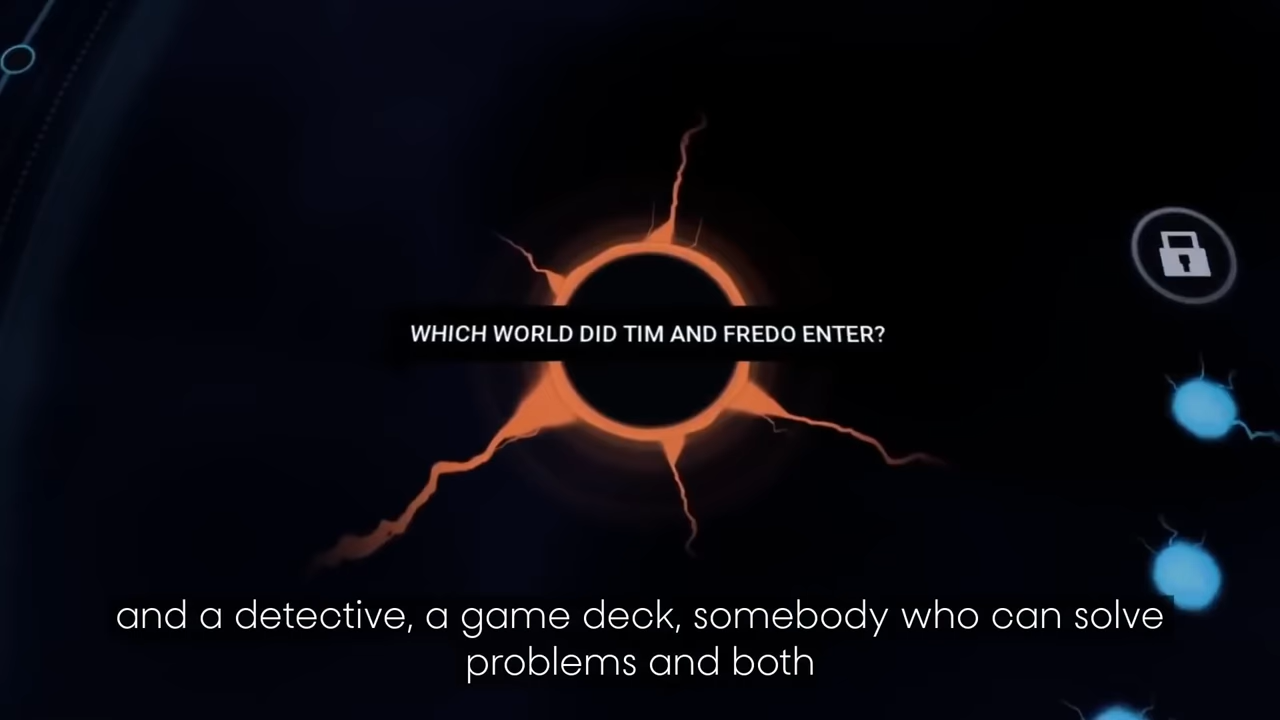 WHICH WORLD DID TIM AND FREDO ENTER?
and a detective, a game deck, somebody who can solve
problems and both